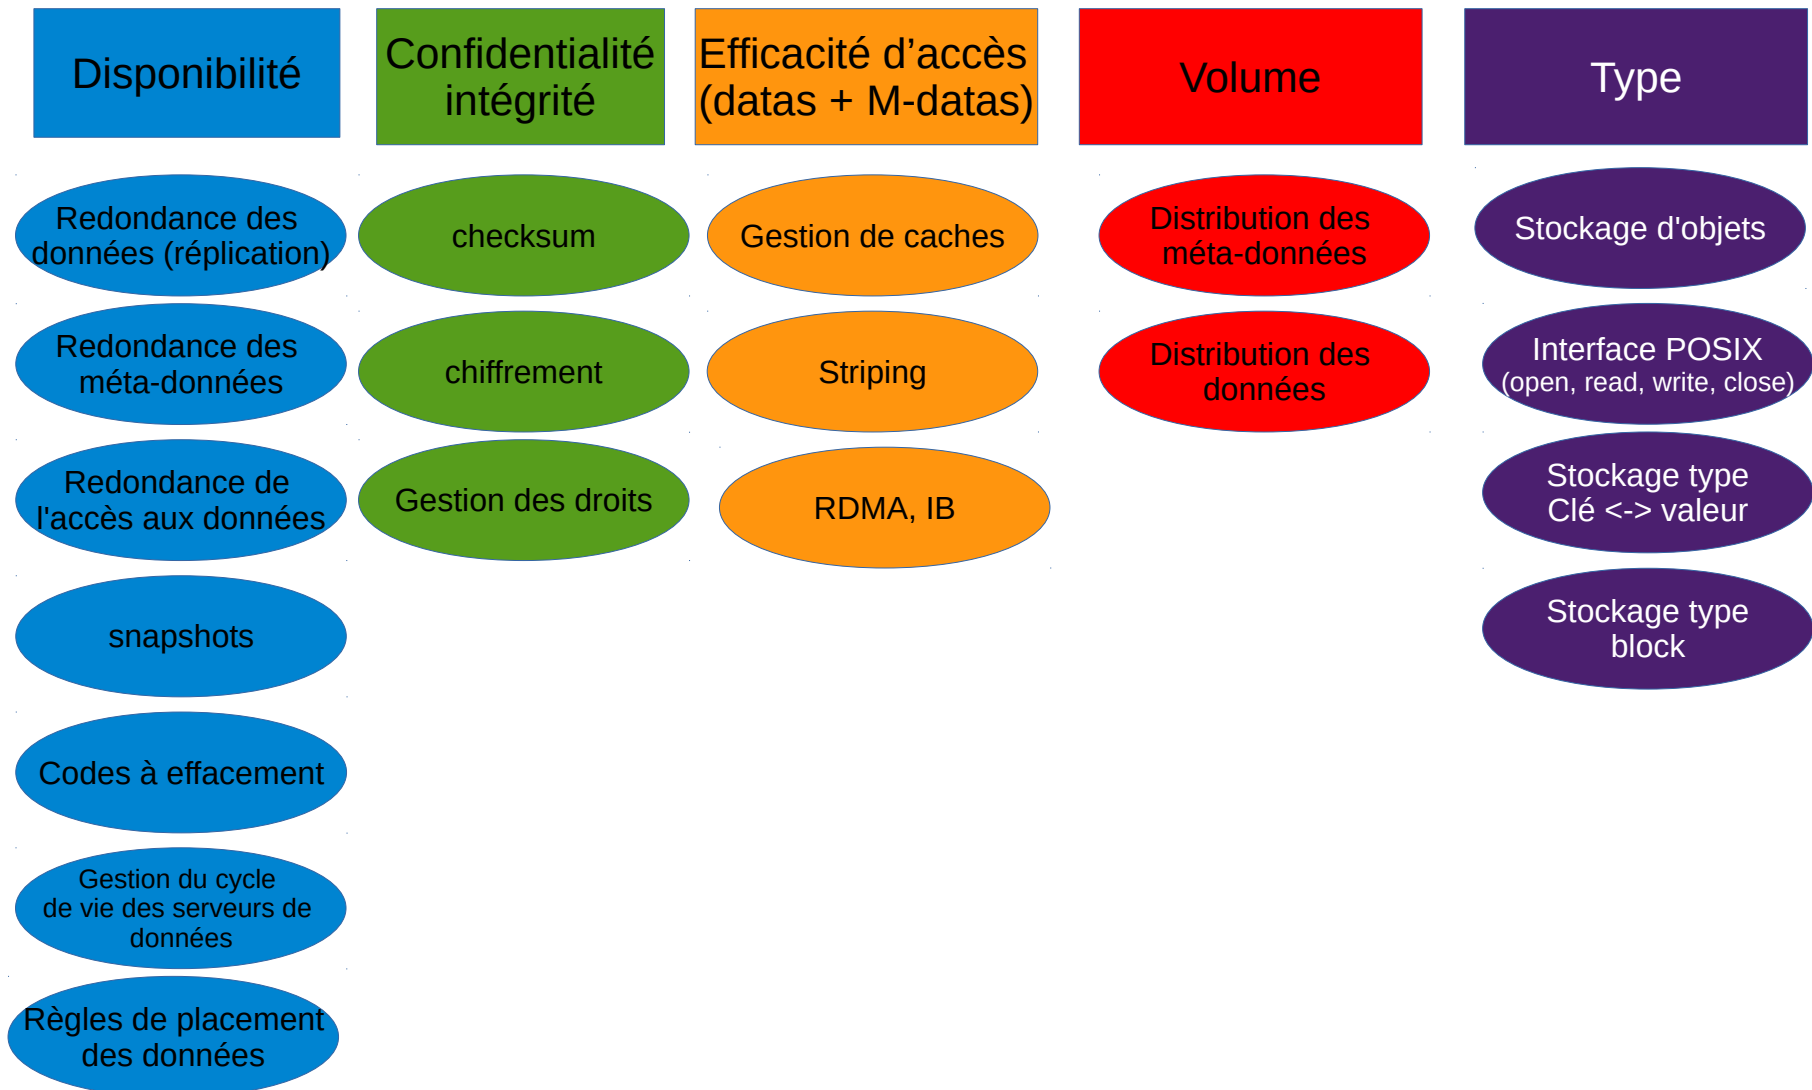 Disponibilité
Confidentialité
intégrité
Efficacité d'accès
(datas + M-datas)
Volume
Type
Redondance des
données (réplication)
Redondance des
méta-données
Redondance de
l'accès aux données
snapshots
Codes à effacement
Gestion du cycle
de vie des serveurs de
données
Règles de placement
des données
checksum
chiffrement
Gestion des droits
Gestion de caches
Striping
RDMA, IB
Distribution des
méta-données
Distribution des
données
Stockage d'objets
Interface POSIX
(open, read, write, close)
Stockage type
Clé <-> valeur
Stockage type
block